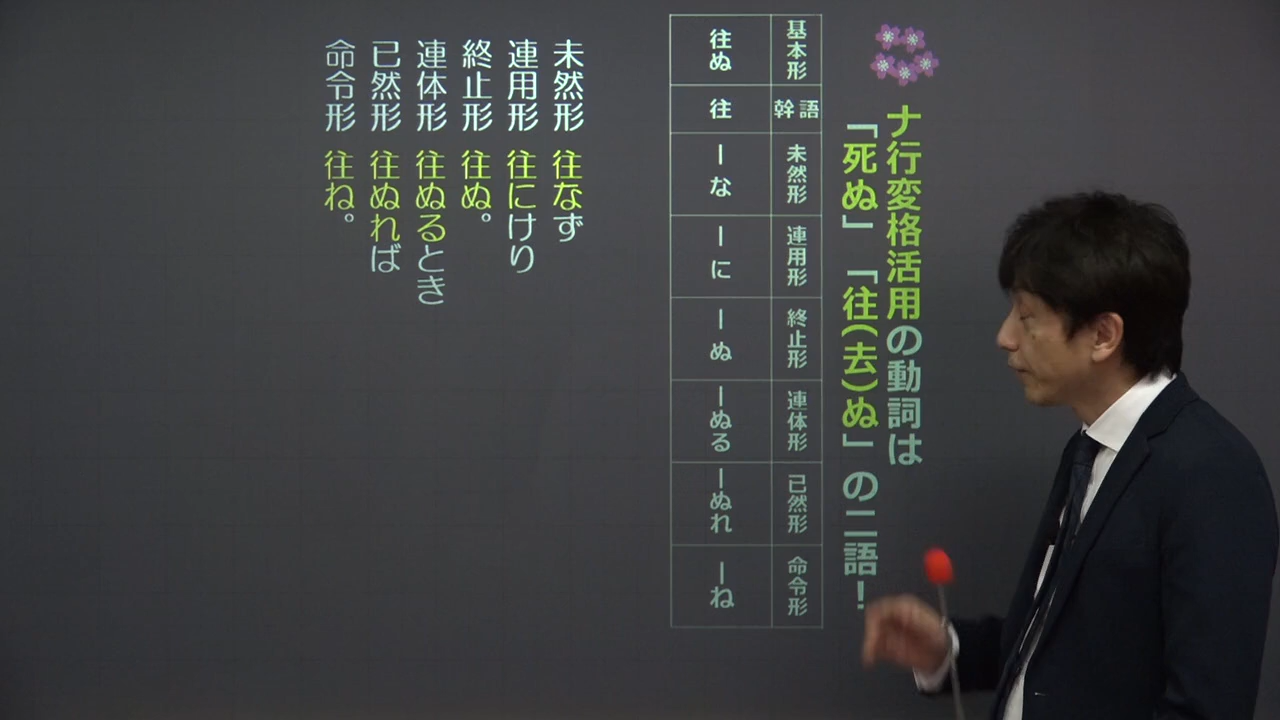 ナ行変格活用の動詞は
「死ぬ」「往(去)ぬ」の二語！
基本形 語幹 未然形 連用形 終止形 連体形 已然形 命令形
往ぬ 往 ーな ーに ーぬ ーぬる ーぬれ ーね
未然形 往なず
連用形 往にけり
終止形 往ぬ。
連体形 往ぬるとき
已然形 往ぬれば
命令形 往ね。